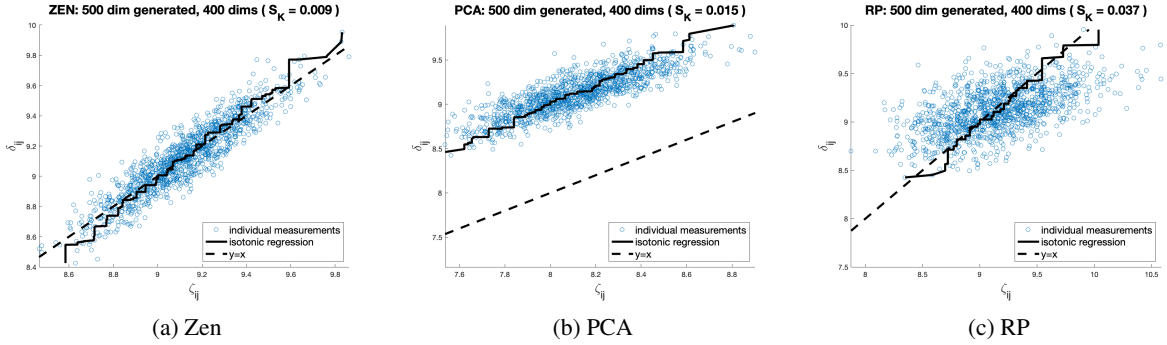 ZEN: 500 dim generated, 400 dims ( S_K = 0.009)
10
9.8
9.6
9.4
9.2
9
8.8
8.6
8.4
δ_ij
8.6 8.8 9 9.2 9.4 9.6 9.8
ζ_ij
individual measurements
isotonic regression
y=x
(a) Zen
PCA: 500 dim generated, 400 dims ( S_K = 0.015)
9.5
9
8.5
8
7.5
δ_ij
7.6 7.8 8 8.2 8.4 8.6 8.8
ζ_ij
individual measurements
isotonic regression
y=x
(b) PCA
RP: 500 dim generated, 400 dims ( S_K = 0.037)
10
9.5
9
8.5
8
7.5
δ_ij
8 8.5 9 9.5 10 10.5
ζ_ij
individual measurements
isotonic regression
y=x
(c) RP